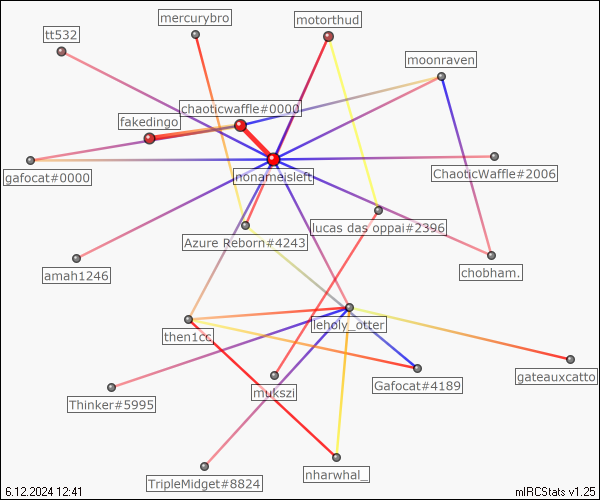 mercurybro
motorthud
tt532
moonraven
chaoticwaffle#0000
fakedingo
gafocat#0000
nonameisleft
ChaoticWaffle#2006
lucas das oppai#2396
Azure Reborn#4243
amah1246
chobham.
leholy_otter
then1cc
gateauxcatto
Gafocat#4189
mukszi
Thinker#5995
nharwhal_
TripleMidget#8824
6.12.2024 12:41
mIRCStats v1.25